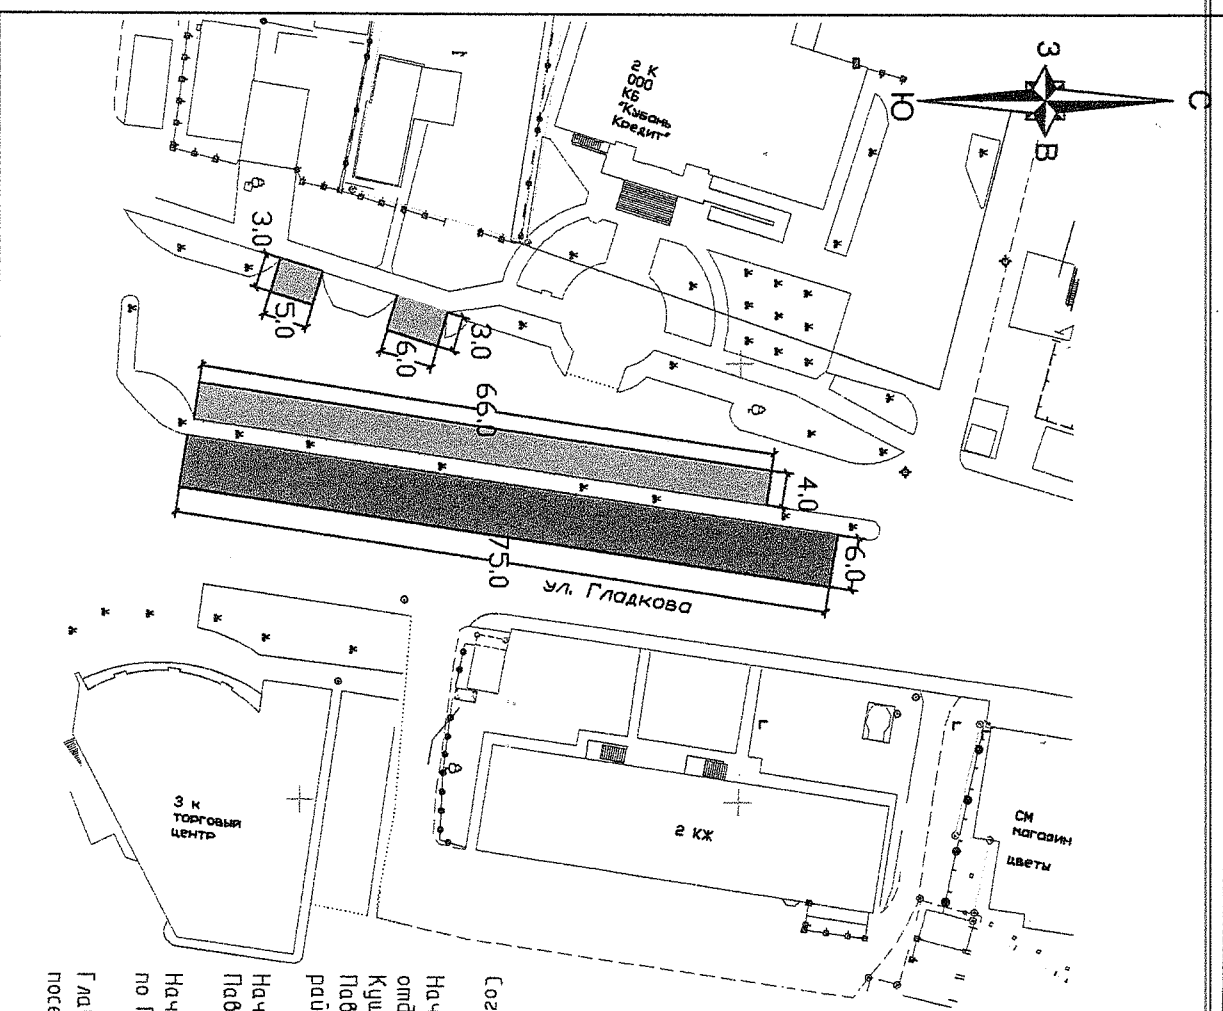 З
С
Ю
В
2 К
ООО
КБ
"Кубань
Кредит"
3.0
5.0
3.0
6.0
66.0
4.0
6.0
75.0
ул. Гладкова
3 к
торговый
центр
2 КЖ
СМ
магазин
цветы
Сог
Нач
отд
Кущ
Пав
рай
Нач
Пав
Нач
по П
Гла
посе